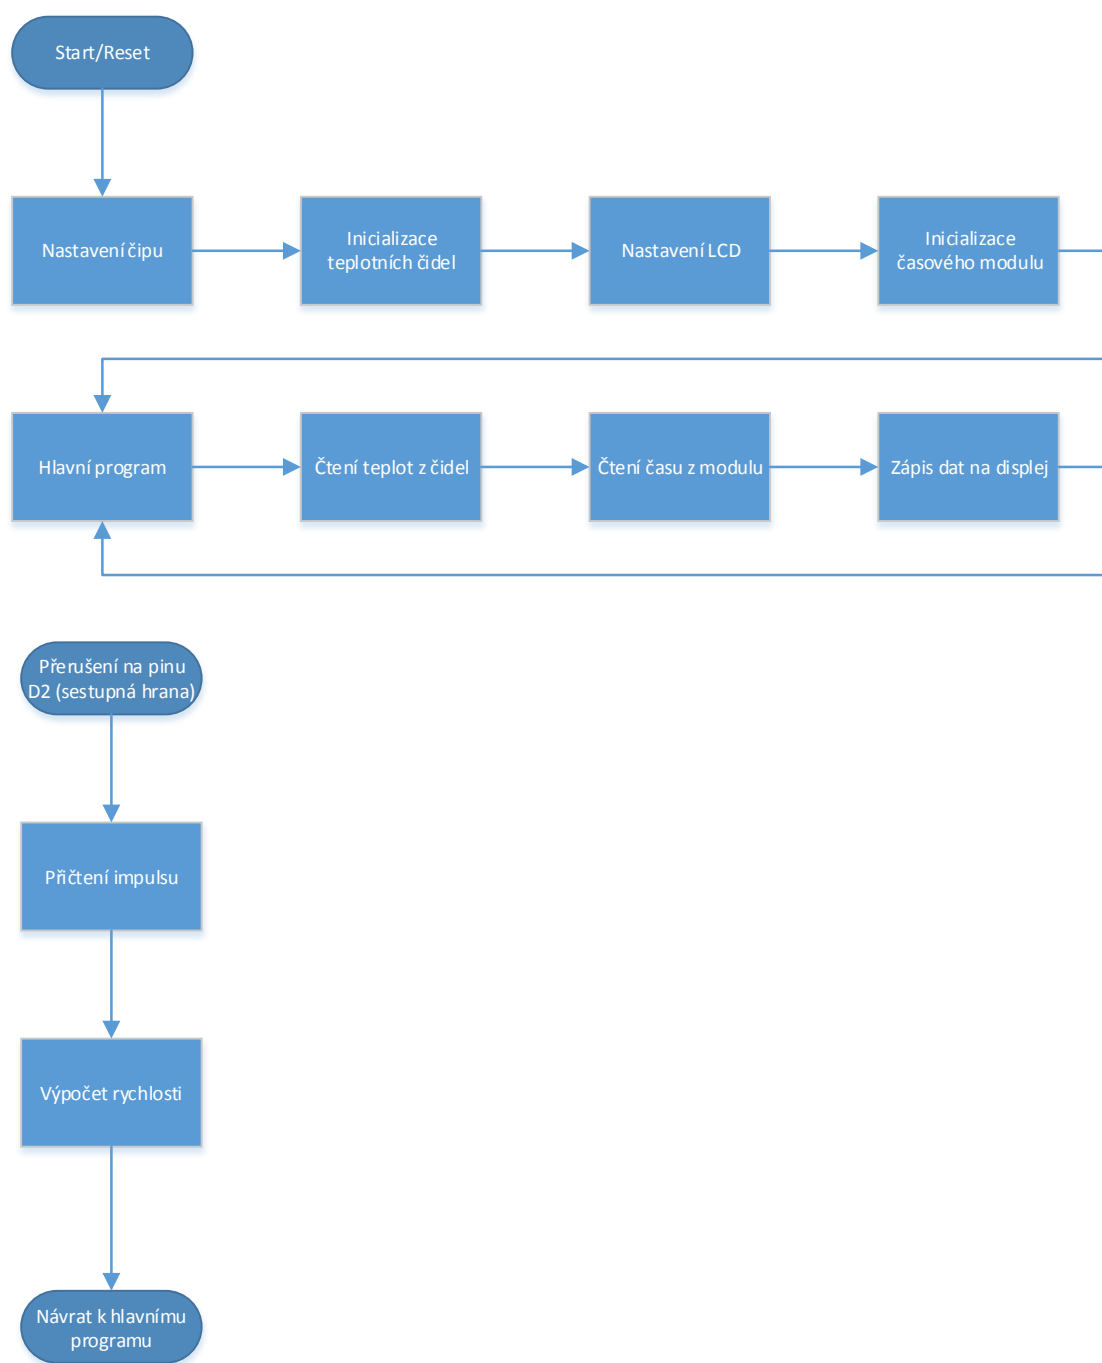 Start/Reset
Nastavení čipu
Inicializace
teplotních čidel
Nastavení LCD
Inicializace
časového modulu
Hlavní program
Čtení teplot z čidel
Čtení času z modulu
Zápis dat na displej
Přerušení na pinu
D2 (sestupná hrana)
Přičtení impulsu
Výpočet rychlosti
Návrat k hlavnímu
programu